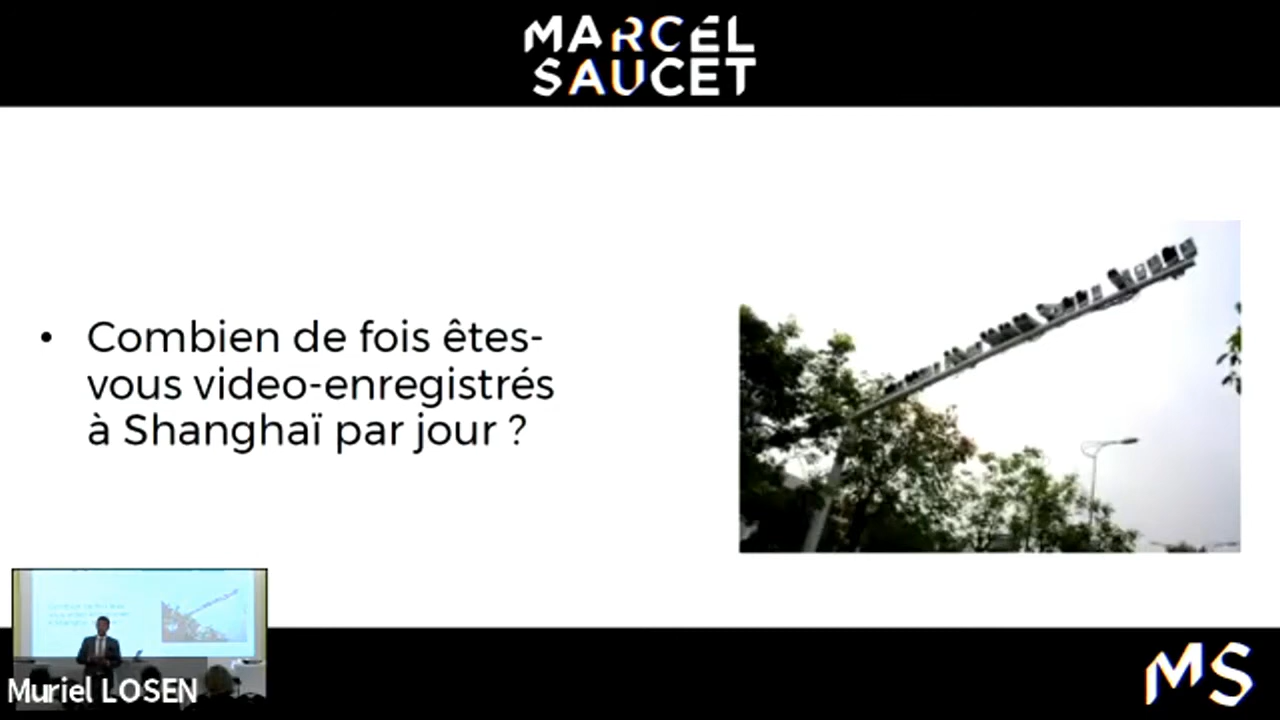 MARCEL
SAUCET
• Combien de fois êtes-
vous video-enregistrés
à Shanghaï par jour ?
Muriel LOSEN
MS